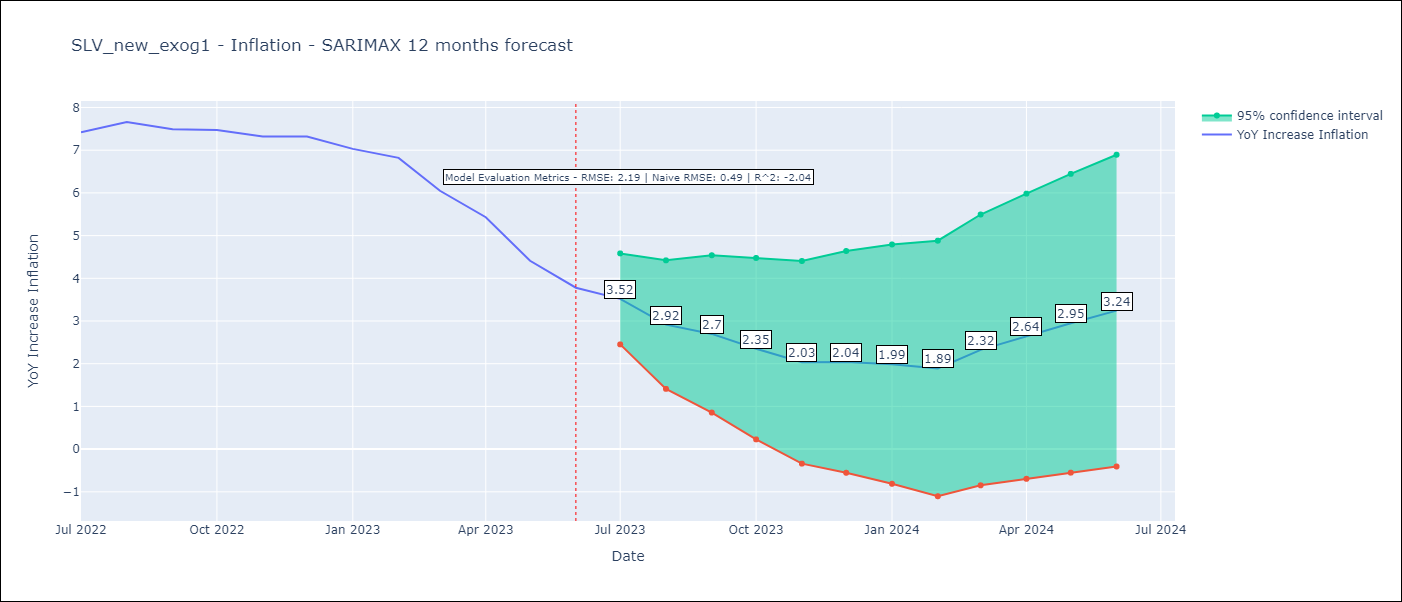 SLV_new_exog1 - Inflation - SARIMAX 12 months forecast
95% confidence interval
YoY Increase Inflation
Model Evaluation Metrics - RMSE: 2.19 | Naive RMSE: 0.49 | R^2: -2.04
YoY Increase Inflation
8
7
6
5
4
3
2
1
0
−1
3.52
2.92
2.7
2.35
2.03
2.04
1.99
1.89
2.32
2.64
2.95
3.24
Jul 2022
Oct 2022
Jan 2023
Apr 2023
Jul 2023
Oct 2023
Jan 2024
Apr 2024
Jul 2024
Date